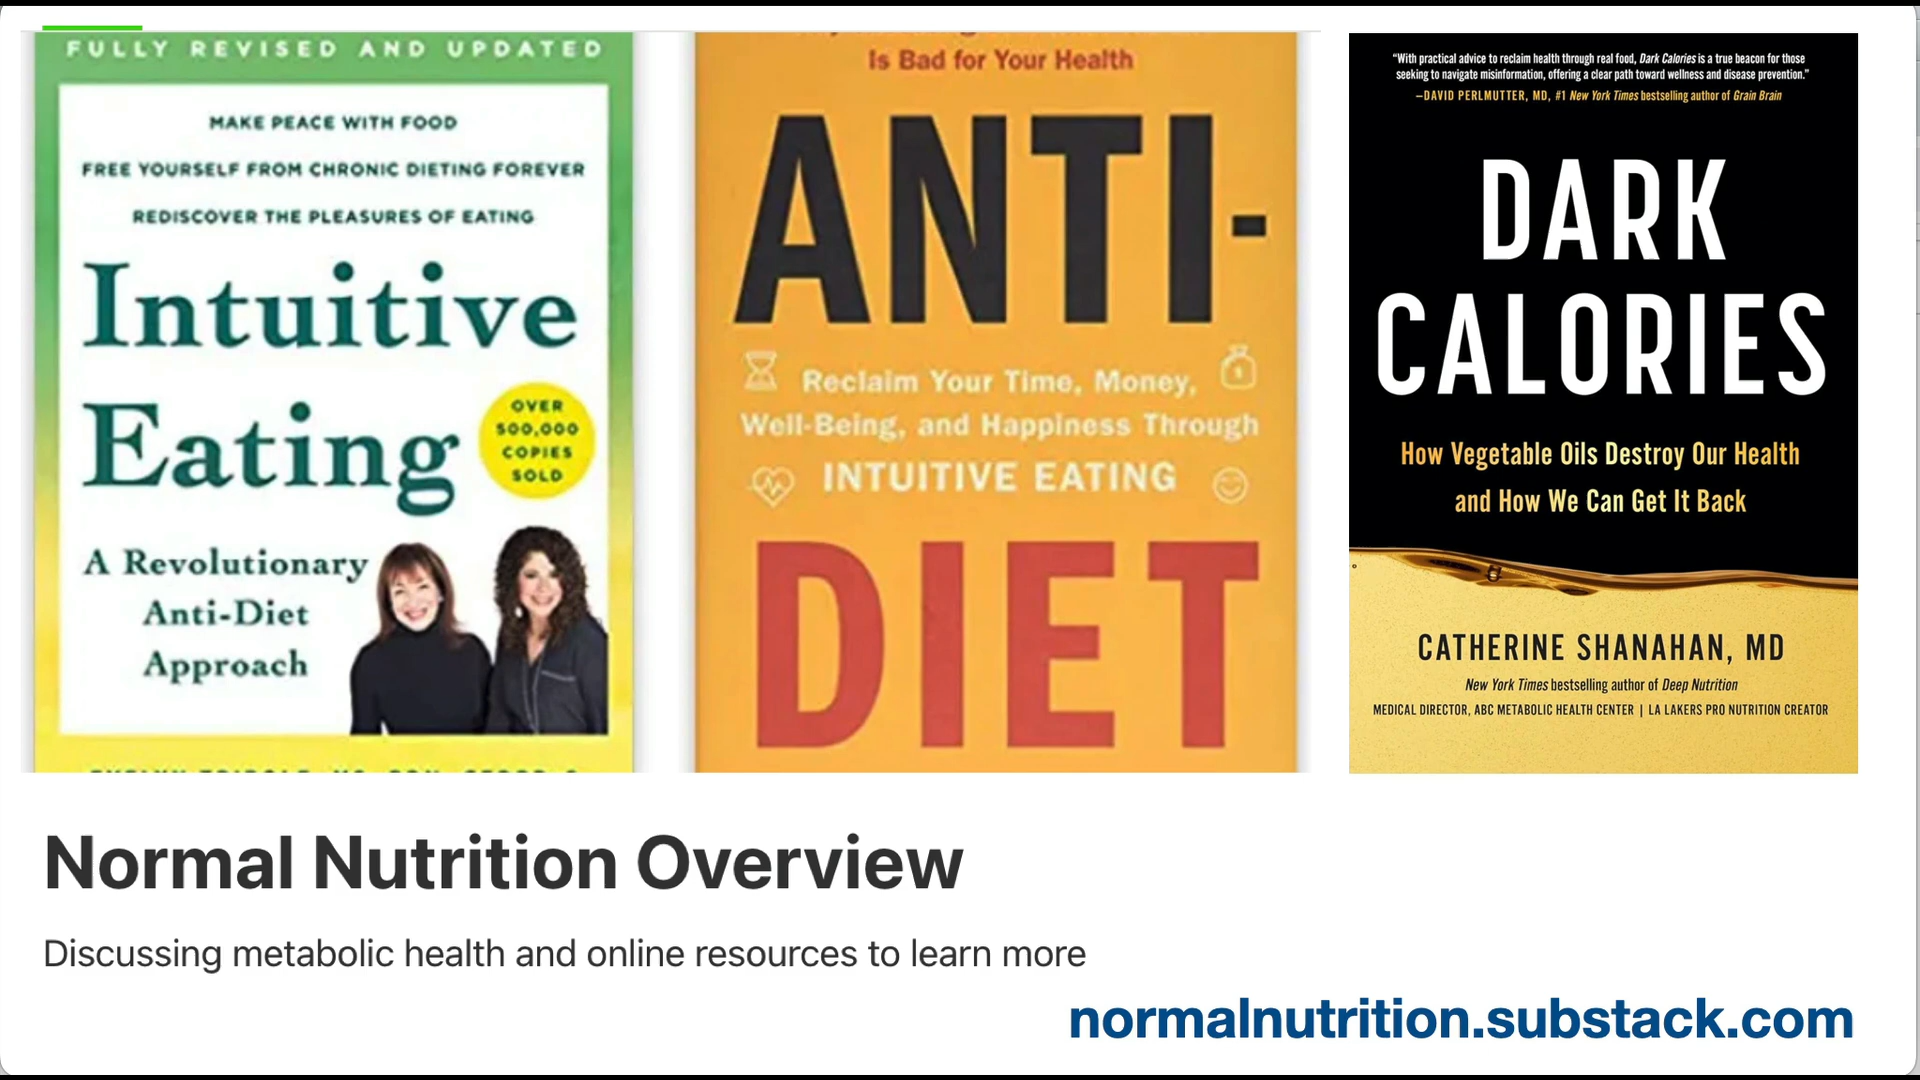 FULLY REVISED AND UPDATED
MAKE PEACE WITH FOOD
FREE YOURSELF FROM CHRONIC DIETING FOREVER
REDISCOVER THE PLEASURES OF EATING
Intuitive
Eating
OVER
500,000
COPIES
SOLD
A Revolutionary
Anti-Diet
Approach
Is Bad for Your Health
ANTI-
Reclaim Your Time, Money,
Well-Being, and Happiness Through
INTUITIVE EATING
DIET
“With practical advice to reclaim health through real food, Dark Calories is a true beacon for those
seeking to navigate misinformation, offering a clear path toward wellness and disease prevention.”
—DAVID PERLMUTTER, MD, #1 New York Times bestselling author of Grain Brain
DARK
CALORIES
How Vegetable Oils Destroy Our Health
and How We Can Get It Back
CATHERINE SHANAHAN, MD
New York Times bestselling author of Deep Nutrition
MEDICAL DIRECTOR, ABC METABOLIC HEALTH CENTER | LA LAKERS PRO NUTRITION CREATOR
Normal Nutrition Overview
Discussing metabolic health and online resources to learn more
normalnutrition.substack.com